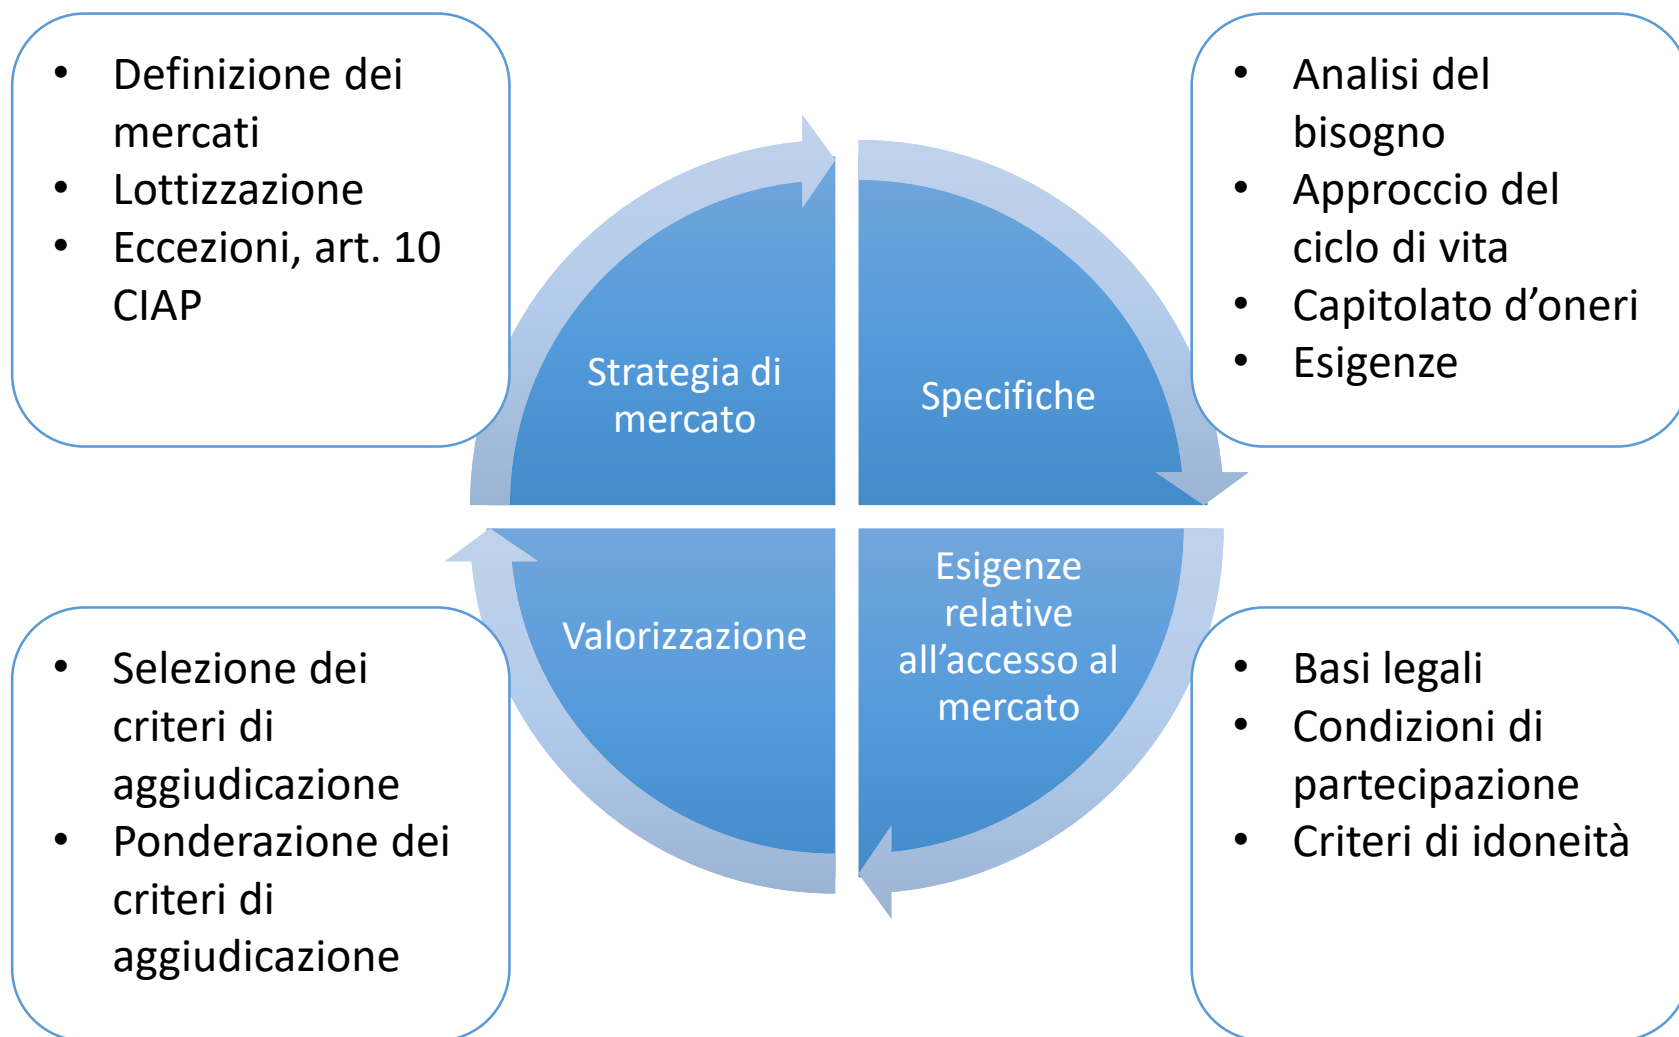 • Definizione dei
mercati
• Lottizzazione
• Eccezioni, art. 10
CIAP
• Analisi del
bisogno
• Approccio del
ciclo di vita
• Capitolato d’oneri
• Esigenze
Strategia di
mercato
Specifiche
Valorizzazione
Esigenze
relative
all’accesso al
mercato
• Selezione dei
criteri di
aggiudicazione
• Ponderazione dei
criteri di
aggiudicazione
• Basi legali
• Condizioni di
partecipazione
• Criteri di idoneità